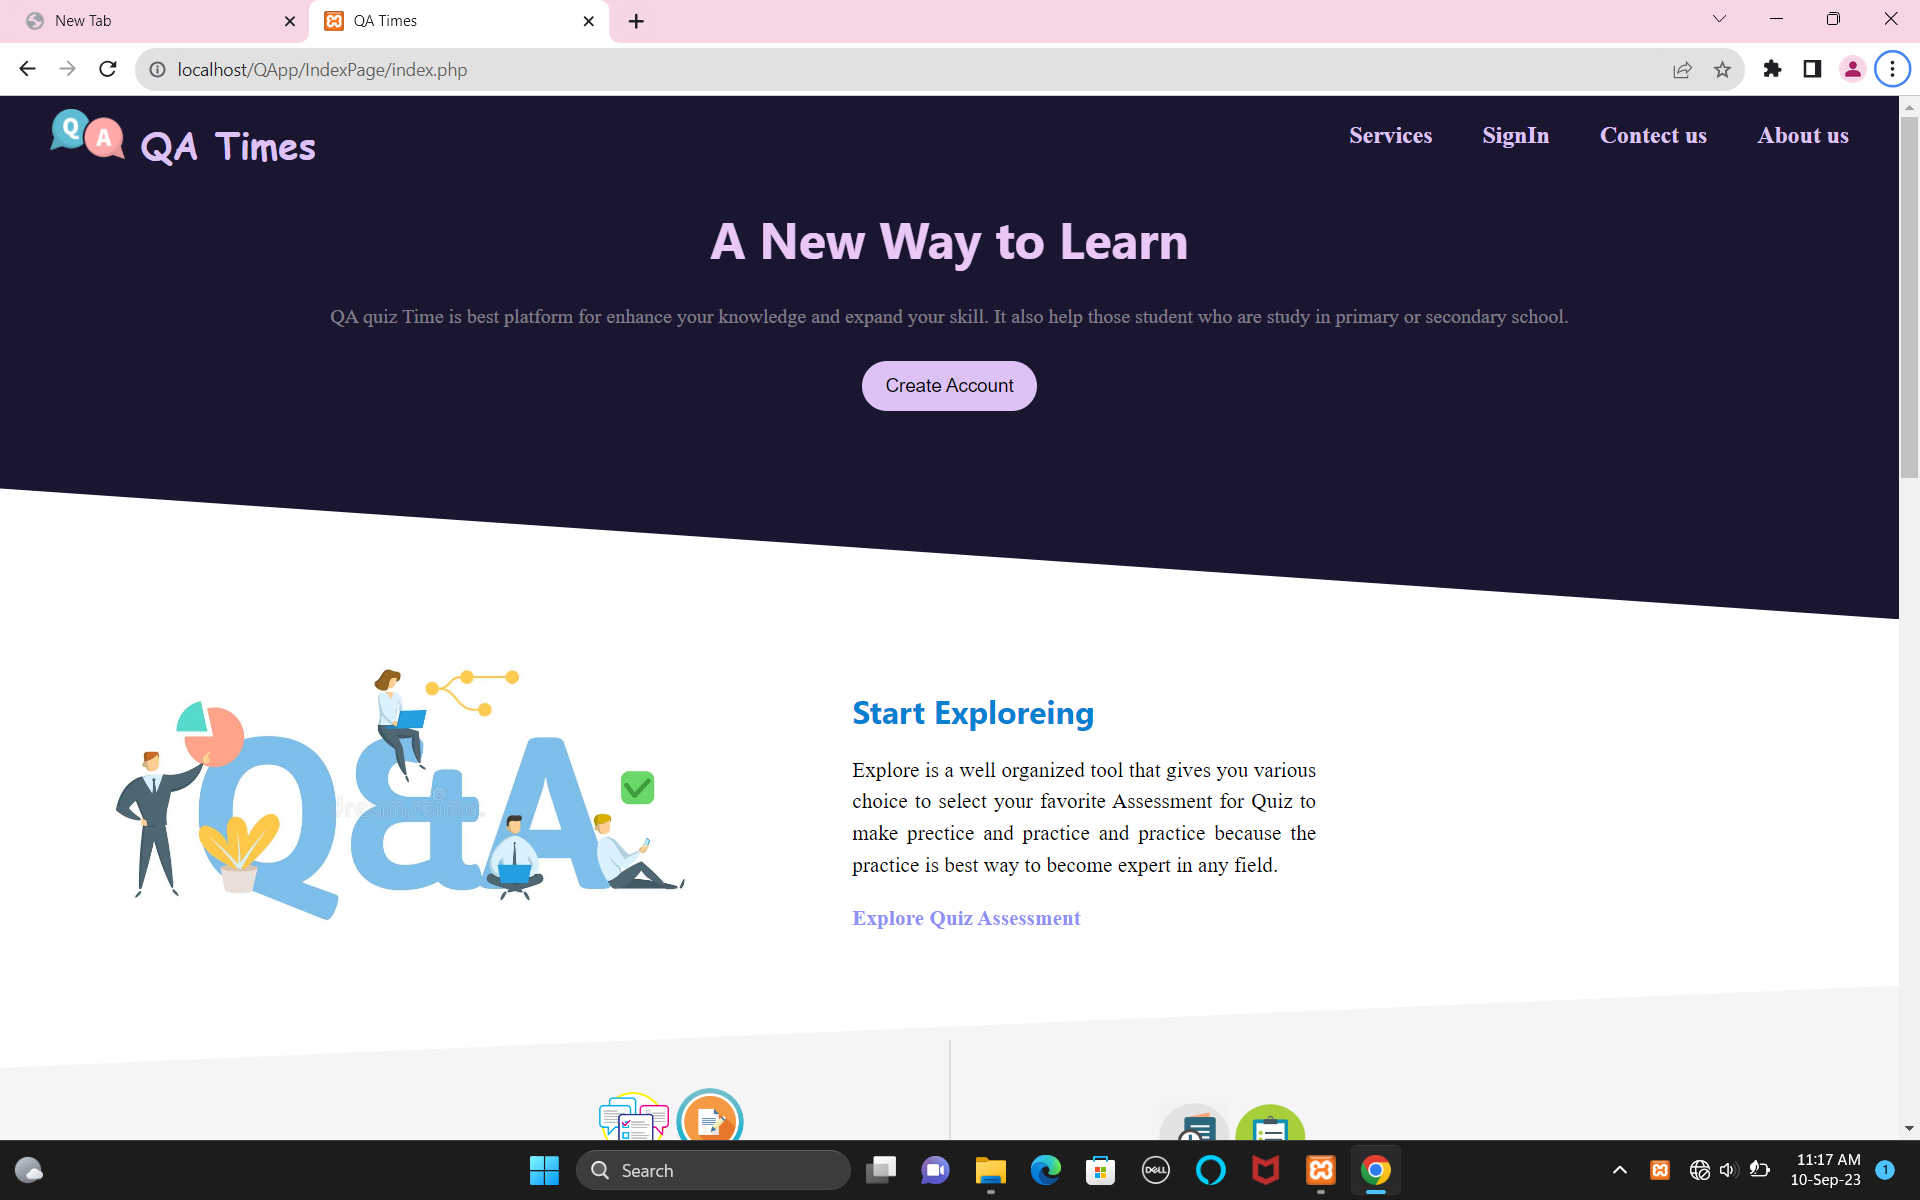 New Tab
QA Times
localhost/QApp/IndexPage/index.php
Q A QA Times
Services SignIn Contect us About us
A New Way to Learn
QA quiz Time is best platform for enhance your knowledge and expand your skill. It also help those student who are study in primary or secondary school.
Create Account
Q&A
dreamstime.
Start Exploreing
Explore is a well organized tool that gives you various
choice to select your favorite Assessment for Quiz to
make prectice and practice and practice because the
practice is best way to become expert in any field.
Explore Quiz Assessment
Search
DELL
11:17 AM
10-Sep-23
1